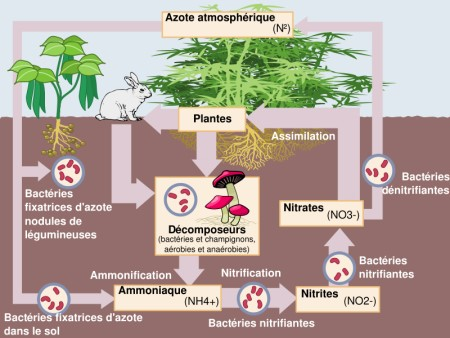 Azote atmosphérique
(N²)
Plantes
Assimilation
Bactéries
fixatrices d'azote
nodules de
légumineuses
Décomposeurs
(bactéries et champignons,
aérobies et anaérobies)
Bactéries
dénitrifiantes
Nitrates
(NO3-)
Bactéries
nitrifiantes
Ammonification
Nitrification
Ammoniaque
(NH4+)
Nitrites
(NO2-)
Bactéries fixatrices d'azote
dans le sol
Bactéries nitrifiantes